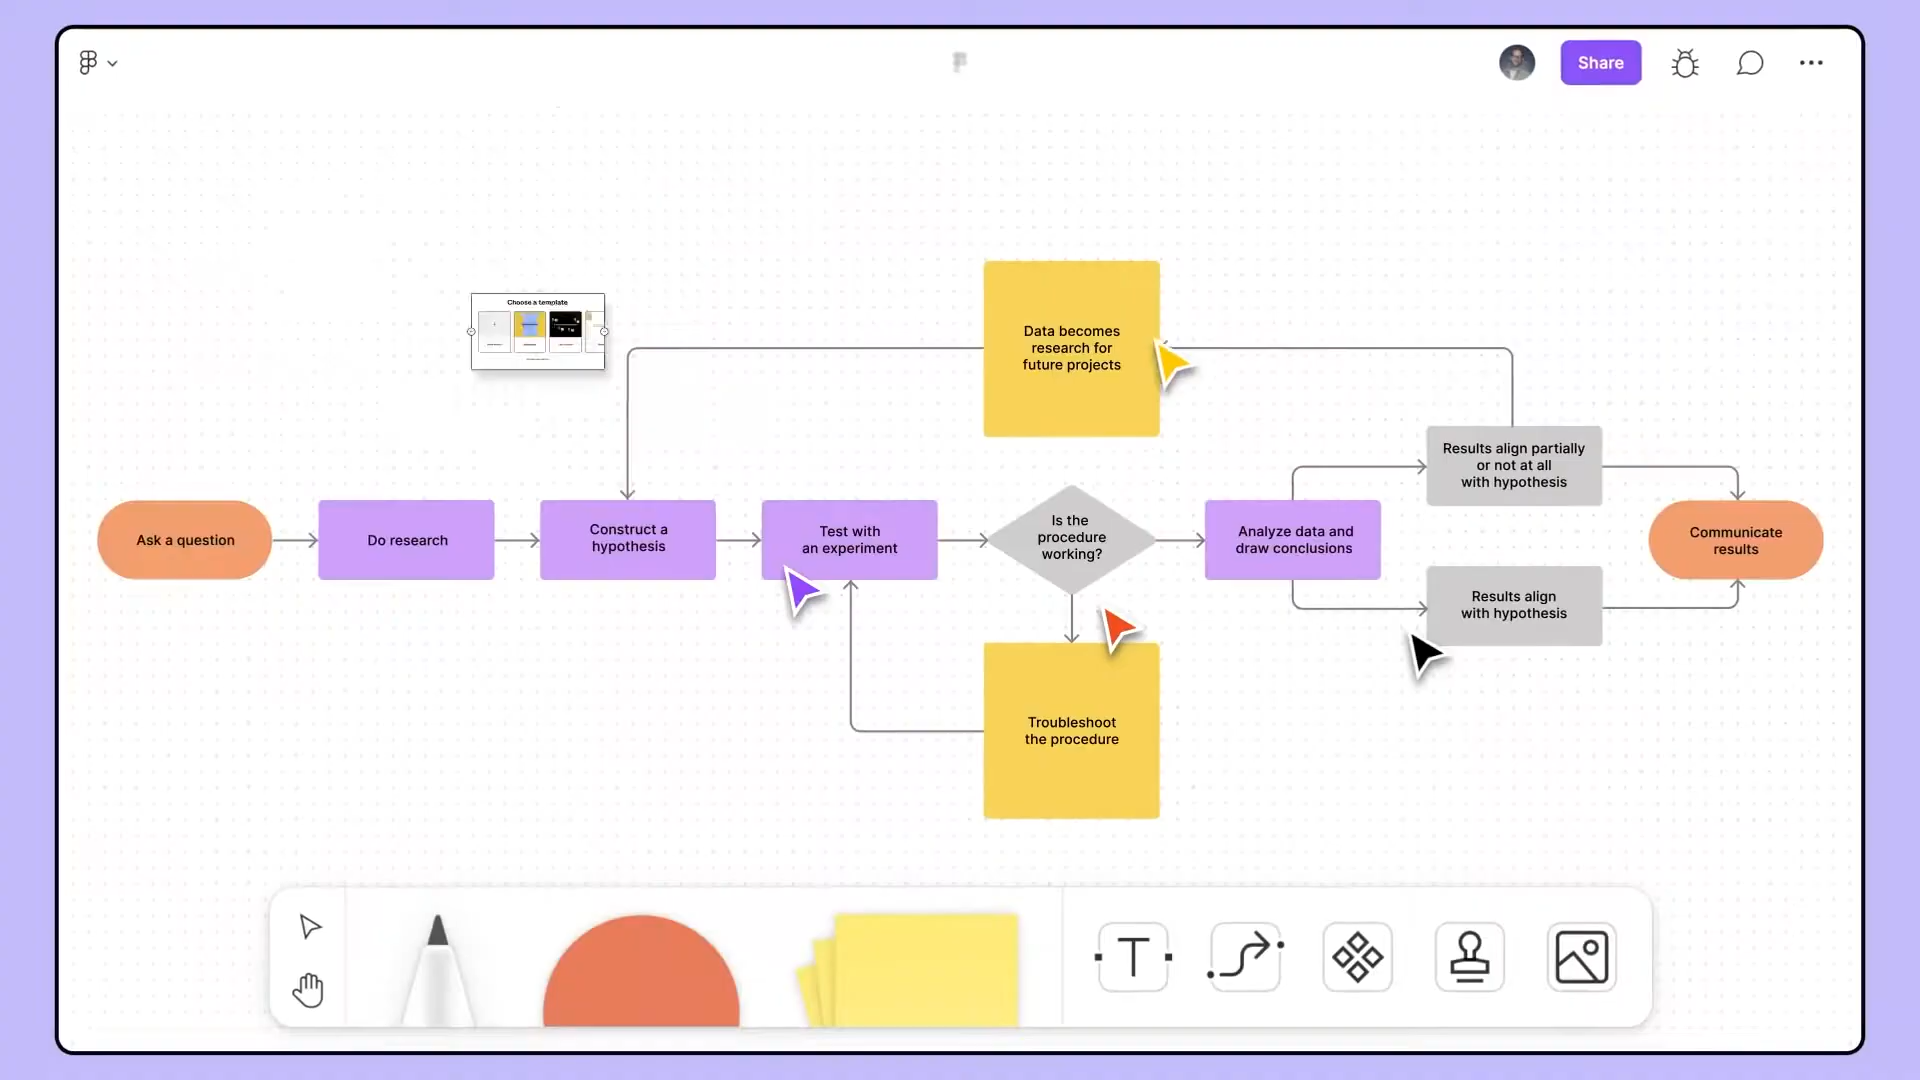 Share
Choose a template
Data becomes
research for
future projects
Results align partially
or not at all
with hypothesis
Ask a question
Do research
Construct a
hypothesis
Test with
an experiment
Is the
procedure
working?
Analyze data and
draw conclusions
Communicate
results
Results align
with hypothesis
Troubleshoot
the procedure
T